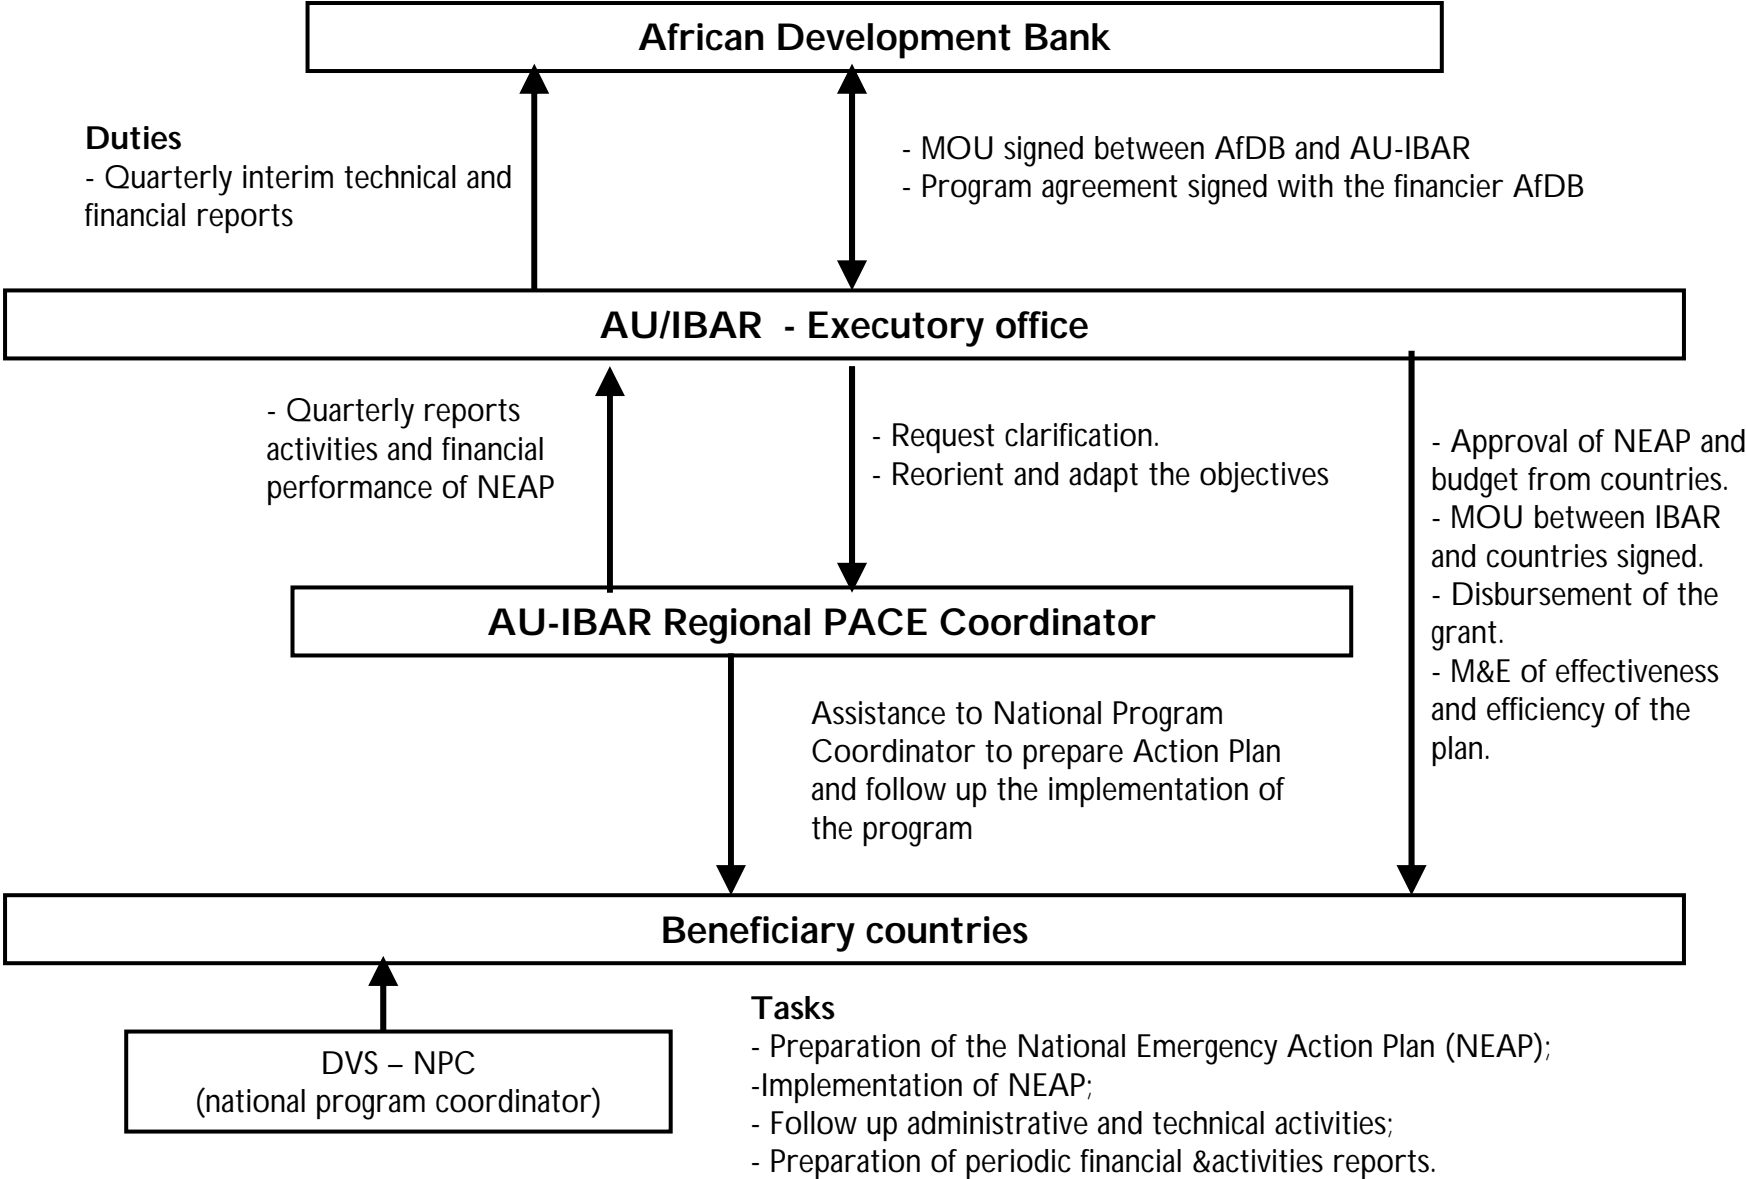 African Development Bank
Duties
- Quarterly interim technical and
financial reports
- MOU signed between AfDB and AU-IBAR
- Program agreement signed with the financier AfDB
AU/IBAR - Executory office
- Quarterly reports
activities and financial
performance of NEAP
- Request clarification.
- Reorient and adapt the objectives
- Approval of NEAP and
budget from countries.
- MOU between IBAR
and countries signed.
- Disbursement of the
grant.
- M&E of effectiveness
and efficiency of the
plan.
AU-IBAR Regional PACE Coordinator
Assistance to National Program
Coordinator to prepare Action Plan
and follow up the implementation of
the program
Beneficiary countries
DVS – NPC
(national program coordinator)
Tasks
- Preparation of the National Emergency Action Plan (NEAP);
-Implementation of NEAP;
- Follow up administrative and technical activities;
- Preparation of periodic financial &activities reports.